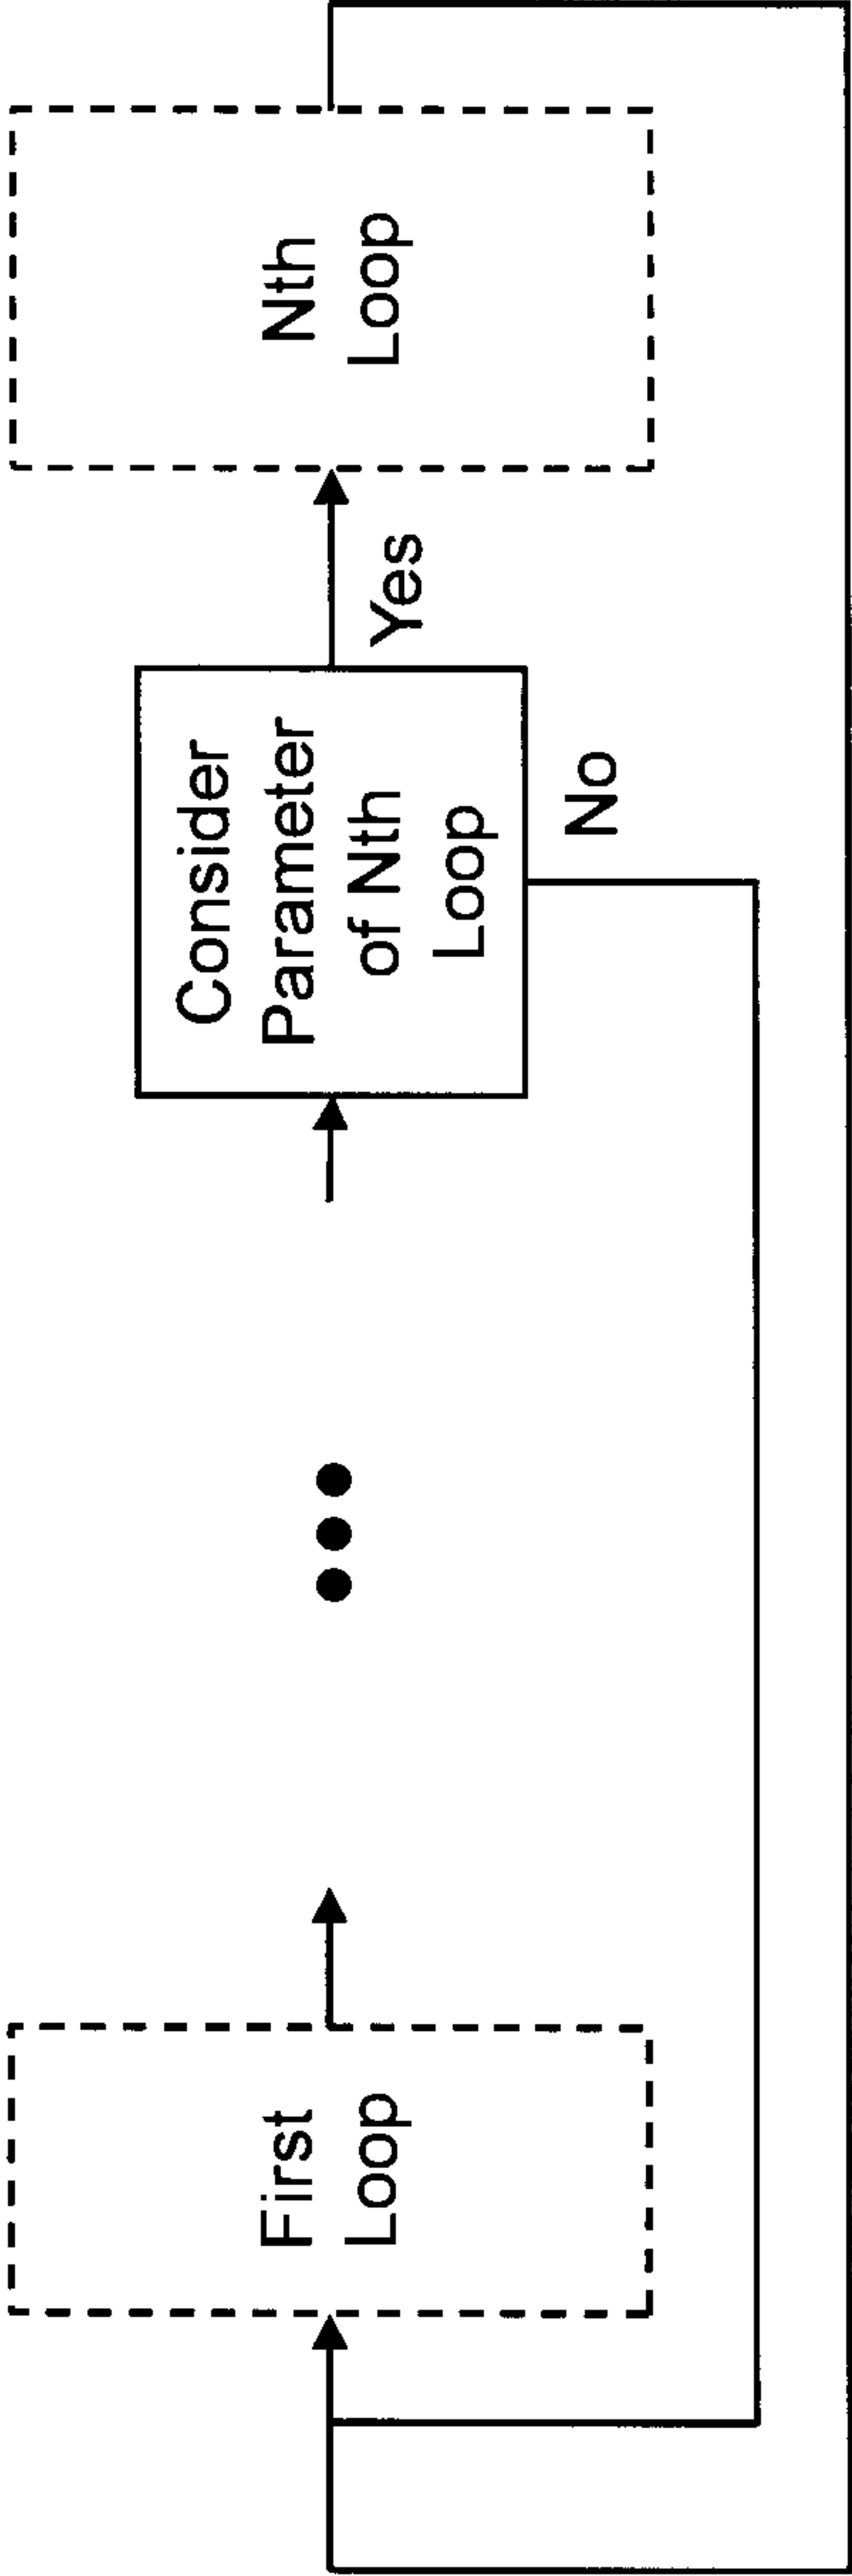 First
Loop
Consider
Parameter
of Nth
Loop
Yes
No
Nth
Loop